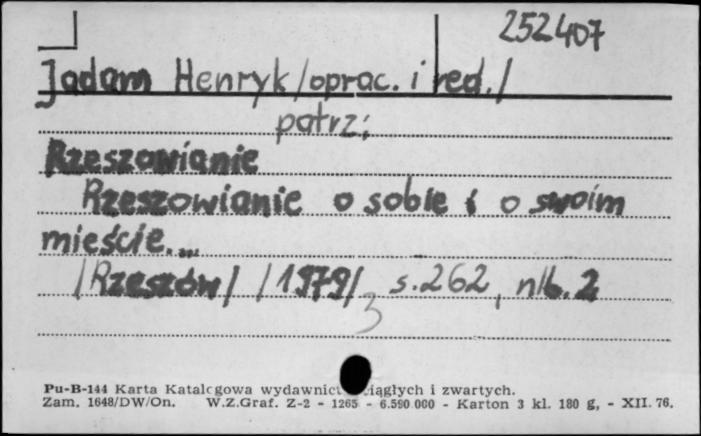 252407
Jadam Henryk /oprac. i red./
patrz:
Rzeszowianie
Rzeszowianie o sobie i o swoim
mieście...
/Rzeszów/ /1979/ s.262, nlb. 2
3
Pu-B-144 Karta Katalogowa wydawnict ciągłych i zwartych.
Zam. 1648/DW/On. W.Z.Graf. Z-2 - 1265 - 6.590 000 - Karton 3 kl. 180 g, - XII. 76.